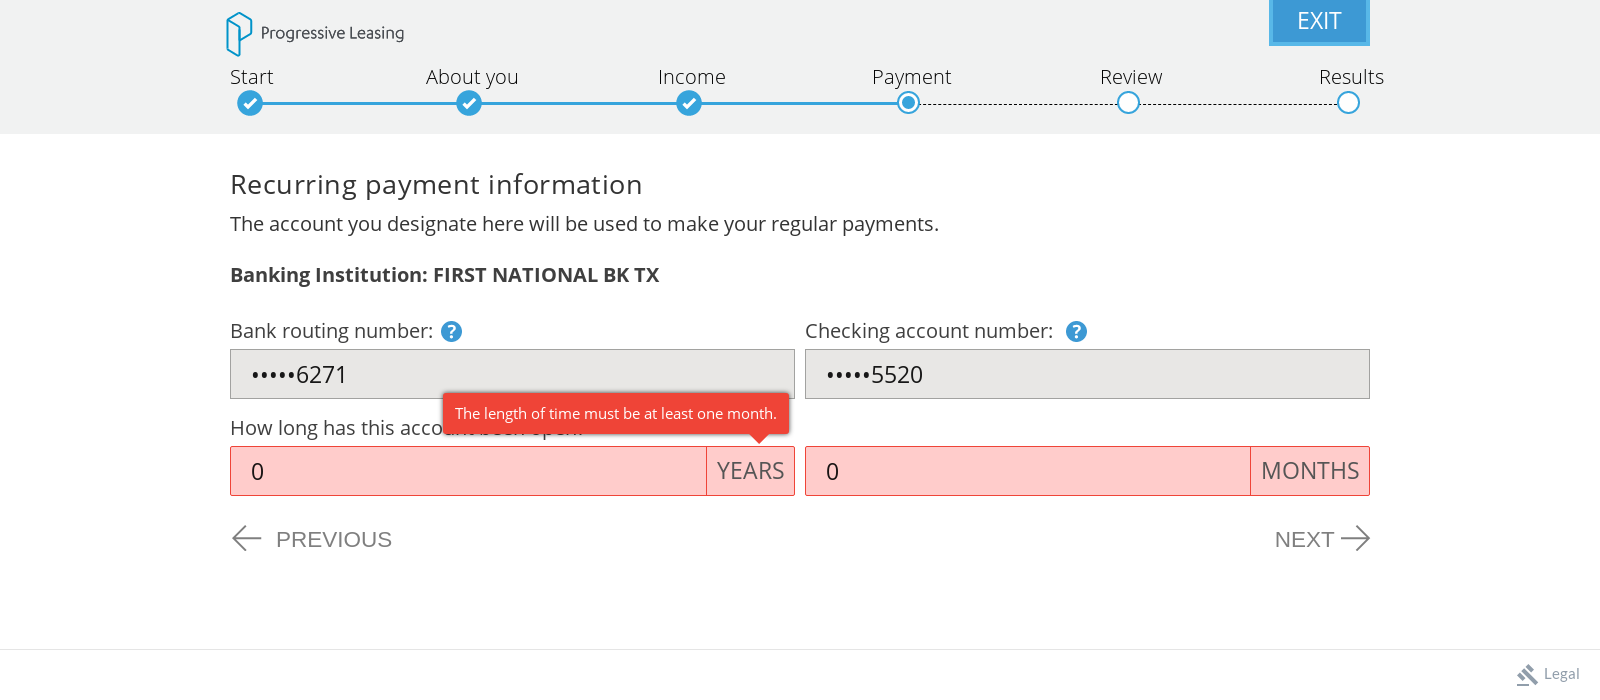 Progressive Leasing
EXIT
Start About you Income Payment Review Results
Recurring payment information
The account you designate here will be used to make your regular payments.
Banking Institution: FIRST NATIONAL BK TX
Bank routing number: ? Checking account number: ?
•••••6271 •••••5520
The length of time must be at least one month.
How long has this account been open?
0 YEARS 0 MONTHS
PREVIOUS NEXT
Legal